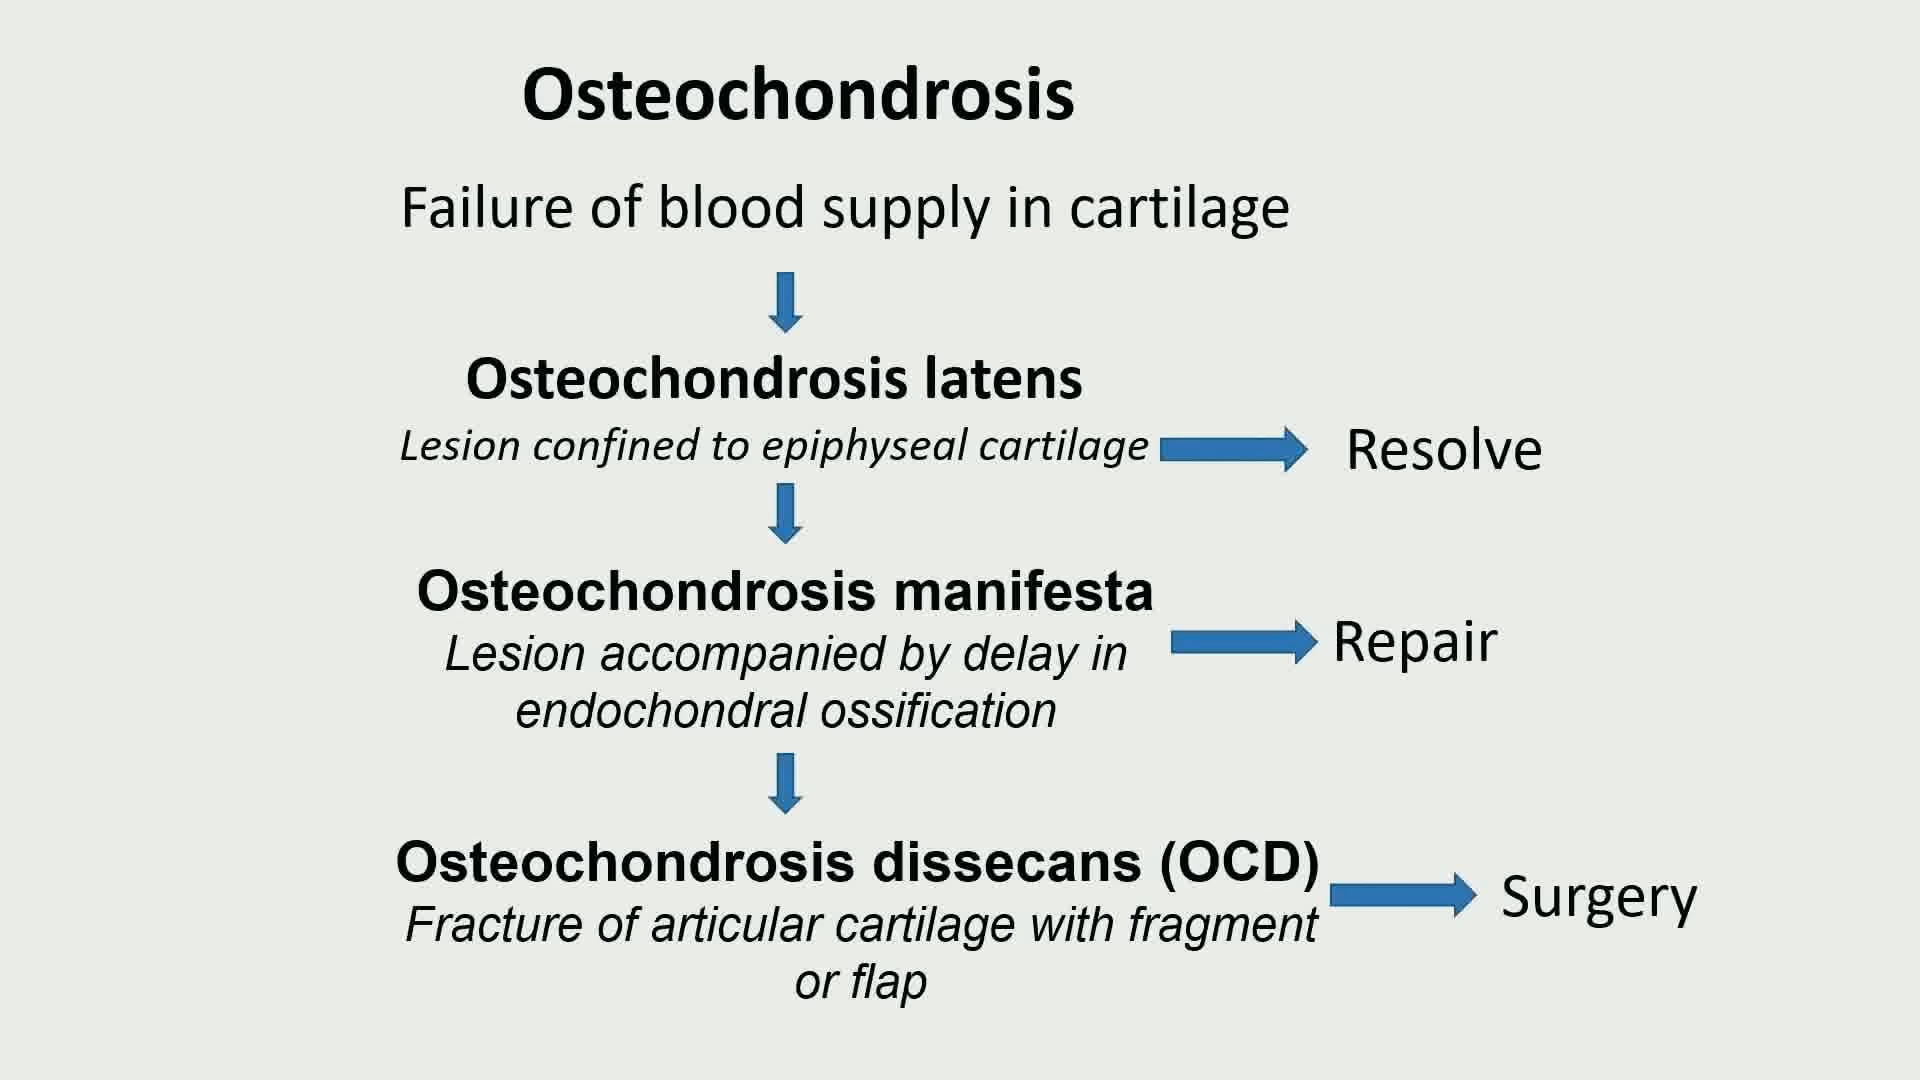 Osteochondrosis
Failure of blood supply in cartilage
Osteochondrosis latens
Lesion confined to epiphyseal cartilage
Resolve
Osteochondrosis manifesta
Lesion accompanied by delay in
endochondral ossification
Repair
Osteochondrosis dissecans (OCD)
Fracture of articular cartilage with fragment
or flap
Surgery